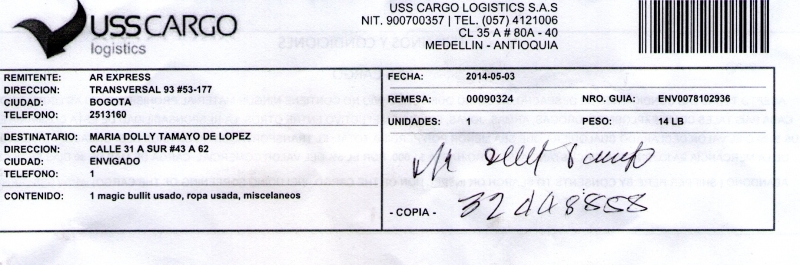 USS CARGO
logistics
USS CARGO LOGISTICS S.A.S
NIT. 900700357 | TEL. (057) 4121006
CL 35 A # 80A - 40
MEDELLIN - ANTIOQUIA
REMITENTE: AR EXPRESS
DIRECCION: TRANSVERSAL 93 #53-177
CIUDAD: BOGOTA
TELEFONO: 2513160
DESTINATARIO: MARIA DOLLY TAMAYO DE LOPEZ
DIRECCION: CALLE 31 A SUR #43 A 62
CIUDAD: ENVIGADO
TELEFONO: 1
CONTENIDO: 1 magic bullit usado, ropa usada, miscelaneos
FECHA: 2014-05-03
REMESA: 00090324 NRO. GUIA: ENV0078102936
UNIDADES: 1 PESO: 14 LB
- COPIA -